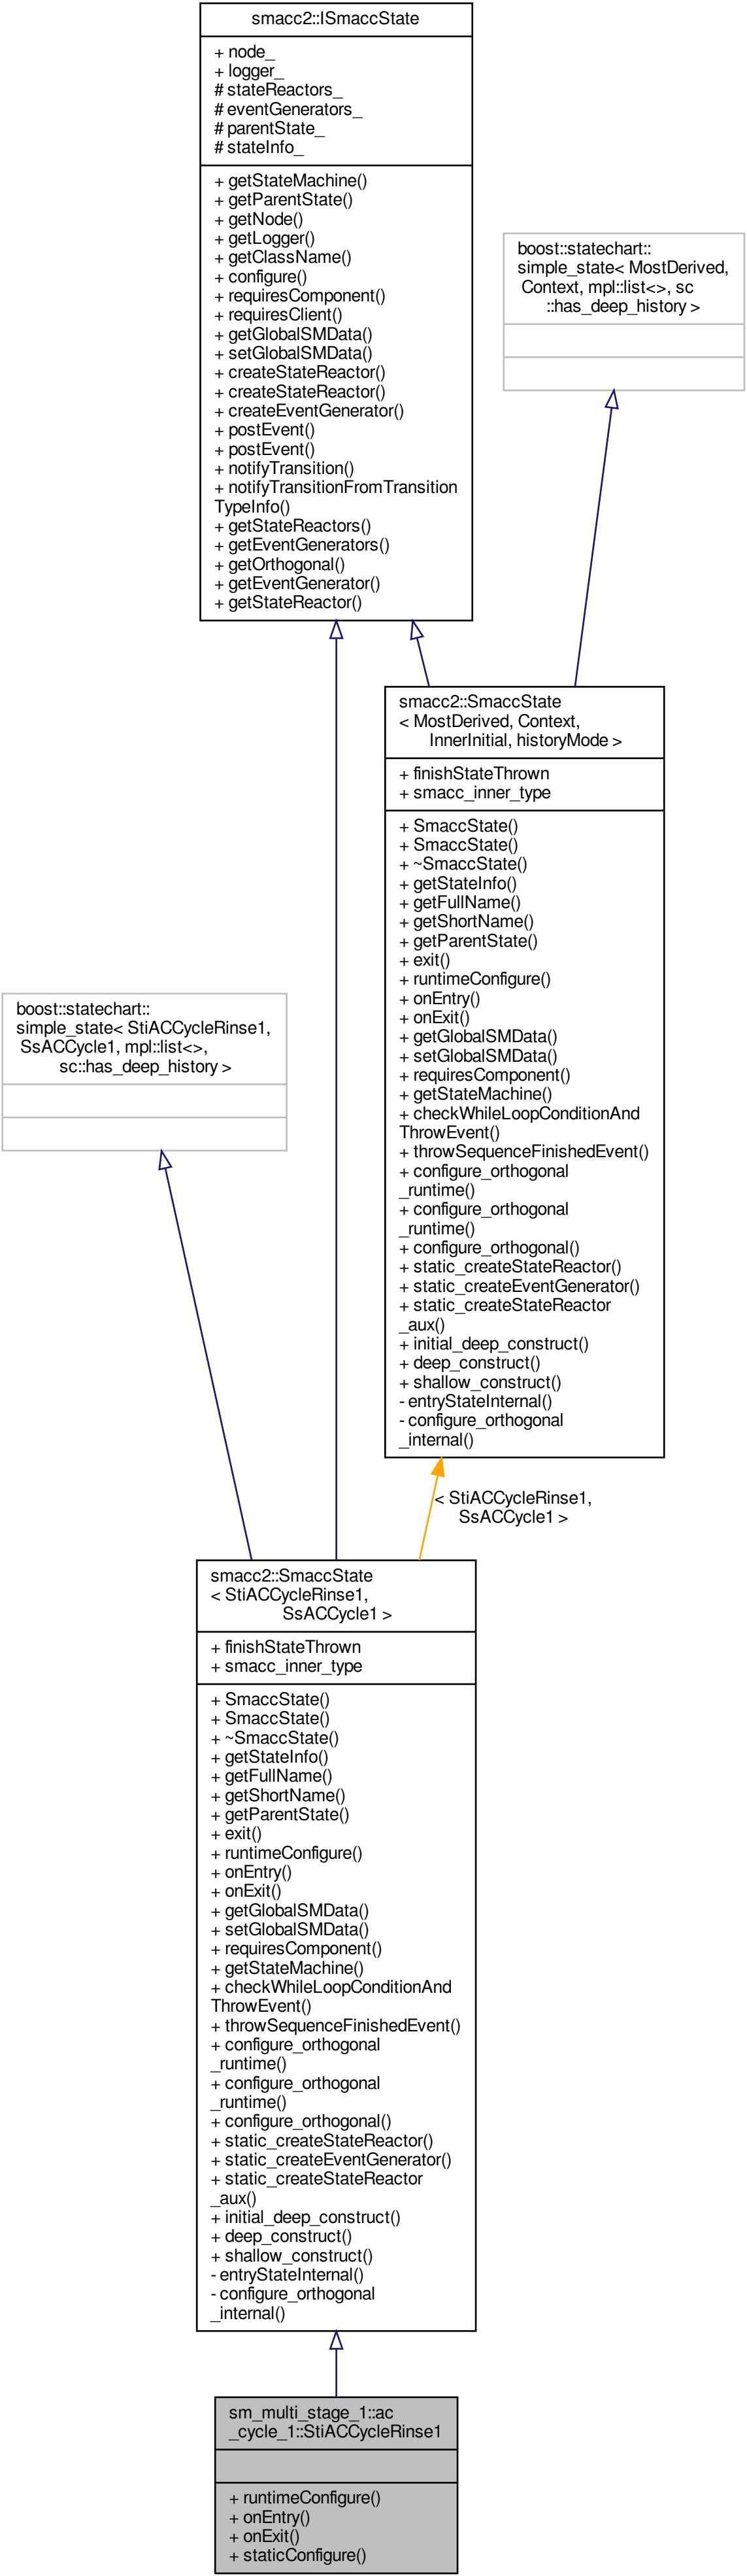 smacc2::ISmaccState
+ node_
+ logger_
# stateReactors_
# eventGenerators_
# parentState_
# stateInfo_
+ getStateMachine()
+ getParentState()
+ getNode()
+ getLogger()
+ getClassName()
+ configure()
+ requiresComponent()
+ requiresClient()
+ getGlobalSMData()
+ setGlobalSMData()
+ createStateReactor()
+ createStateReactor()
+ createEventGenerator()
+ postEvent()
+ postEvent()
+ notifyTransition()
+ notifyTransitionFromTransition
TypeInfo()
+ getStateReactors()
+ getEventGenerators()
+ getOrthogonal()
+ getEventGenerator()
+ getStateReactor()
boost::statechart::
simple_state< MostDerived,
Context, mpl::list<>, sc
::has_deep_history >
smacc2::SmaccState
< MostDerived, Context,
InnerInitial, historyMode >
+ finishStateThrown
+ smacc_inner_type
+ SmaccState()
+ SmaccState()
+ ~SmaccState()
+ getStateInfo()
+ getFullName()
+ getShortName()
+ getParentState()
+ exit()
+ runtimeConfigure()
+ onEntry()
+ onExit()
+ getGlobalSMData()
+ setGlobalSMData()
+ requiresComponent()
+ getStateMachine()
+ checkWhileLoopConditionAnd
ThrowEvent()
+ throwSequenceFinishedEvent()
+ configure_orthogonal
_runtime()
+ configure_orthogonal
_runtime()
+ configure_orthogonal()
+ static_createStateReactor()
+ static_createEventGenerator()
+ static_createStateReactor
_aux()
+ initial_deep_construct()
+ deep_construct()
+ shallow_construct()
- entryStateInternal()
- configure_orthogonal
_internal()
boost::statechart::
simple_state< StiACCycleRinse1,
SsACCycle1, mpl::list<>,
sc::has_deep_history >
< StiACCycleRinse1,
SsACCycle1 >
smacc2::SmaccState
< StiACCycleRinse1,
SsACCycle1 >
+ finishStateThrown
+ smacc_inner_type
+ SmaccState()
+ SmaccState()
+ ~SmaccState()
+ getStateInfo()
+ getFullName()
+ getShortName()
+ getParentState()
+ exit()
+ runtimeConfigure()
+ onEntry()
+ onExit()
+ getGlobalSMData()
+ setGlobalSMData()
+ requiresComponent()
+ getStateMachine()
+ checkWhileLoopConditionAnd
ThrowEvent()
+ throwSequenceFinishedEvent()
+ configure_orthogonal
_runtime()
+ configure_orthogonal
_runtime()
+ configure_orthogonal()
+ static_createStateReactor()
+ static_createEventGenerator()
+ static_createStateReactor
_aux()
+ initial_deep_construct()
+ deep_construct()
+ shallow_construct()
- entryStateInternal()
- configure_orthogonal
_internal()
sm_multi_stage_1::ac
_cycle_1::StiACCycleRinse1
+ runtimeConfigure()
+ onEntry()
+ onExit()
+ staticConfigure()